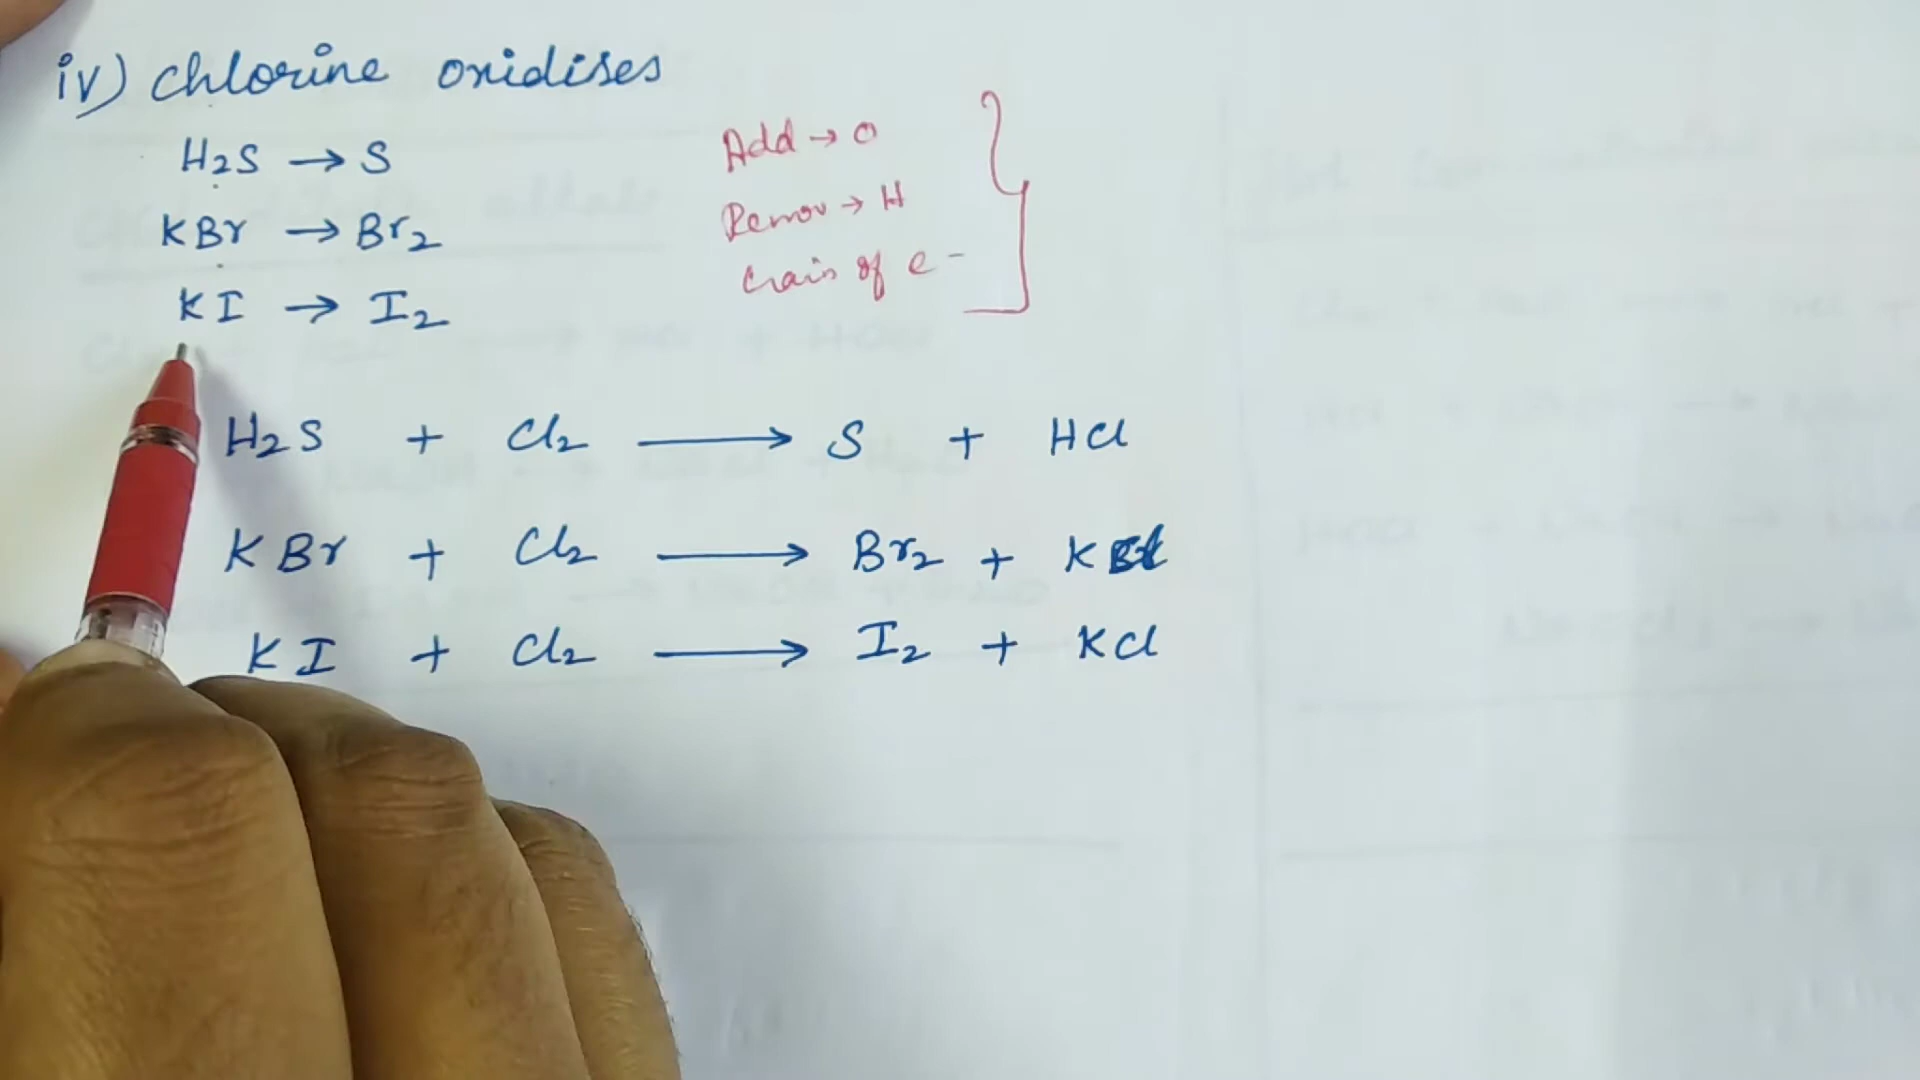 iv) Chlorine oxidises
H2S → S
KBr → Br2
KI → I2
Add → O
Remov → H
Gain of e-
H2S + Cl2 → S + HCl
KBr + Cl2 → Br2 + KCl
KI + Cl2 → I2 + KCl